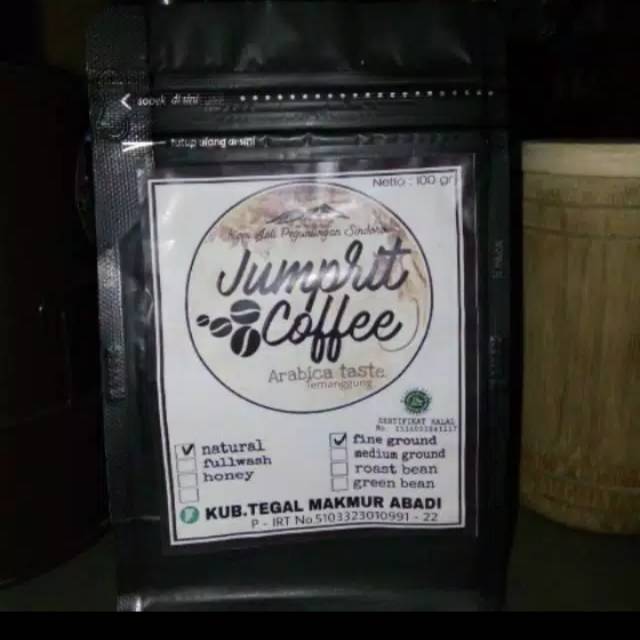 sobek di sini
tutup ulang di sini
Netto : 100 gr
Kopi Asli Pegunungan Sindoro
Jumprit
Coffee
Arabica taste
Temanggung
SERTIFIKAT HALAL
natural
fullwash
honey
fine ground
medium ground
roast bean
green bean
KUB.TEGAL MAKMUR ABADI
P - IRT No.5103323010991 - 22